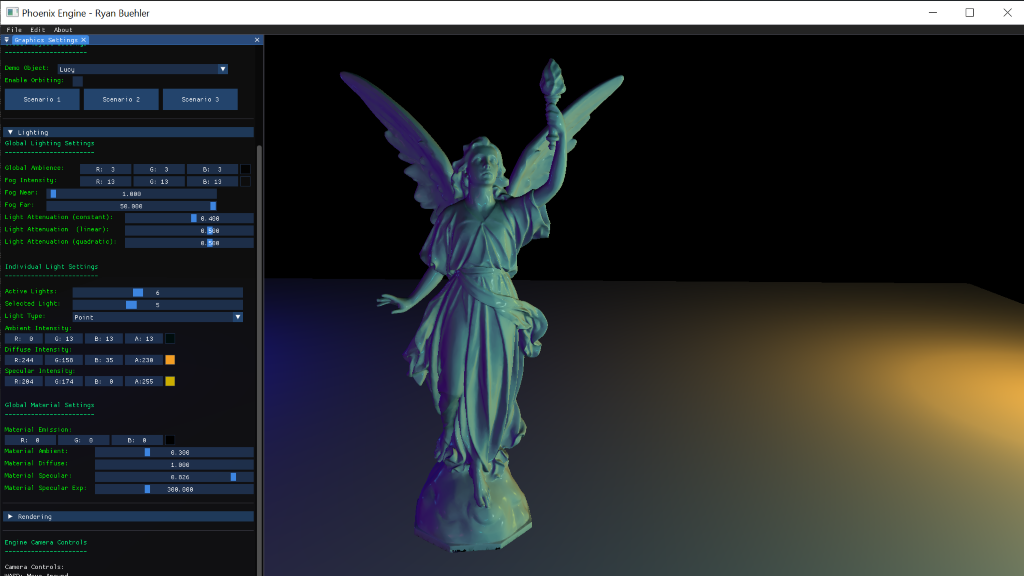 Phoenix Engine - Ryan Buehler
File Edit About
Graphics Settings
Demo Object: Lucy
Enable Orbiting:
Scenario 1 Scenario 2 Scenario 3
Lighting
Global Lighting Settings
------------------------
Global Ambience: R: 3 G: 3 B: 3
Fog Intensity: R: 13 G: 13 B: 13
Fog Near: 1.000
Fog Far: 50.000
Light Attenuation (constant): 0.400
Light Attenuation (linear): 0.500
Light Attenuation (quadratic): 0.500
Individual Light Settings
-------------------------
Active Lights: 6
Selected Light: 5
Light Type: Point
Ambient Intensity:
R: 0 G: 13 B: 13 A: 13
Diffuse Intensity:
R:244 G:158 B: 35 A:230
Specular Intensity:
R:204 G:174 B: 0 A:255
Global Material Settings
------------------------
Material Emission:
R: 0 G: 0 B: 0
Material Ambient: 0.300
Material Diffuse: 1.000
Material Specular: 0.826
Material Specular Exp: 300.000
Rendering
Engine Camera Controls
----------------------
Camera Controls: